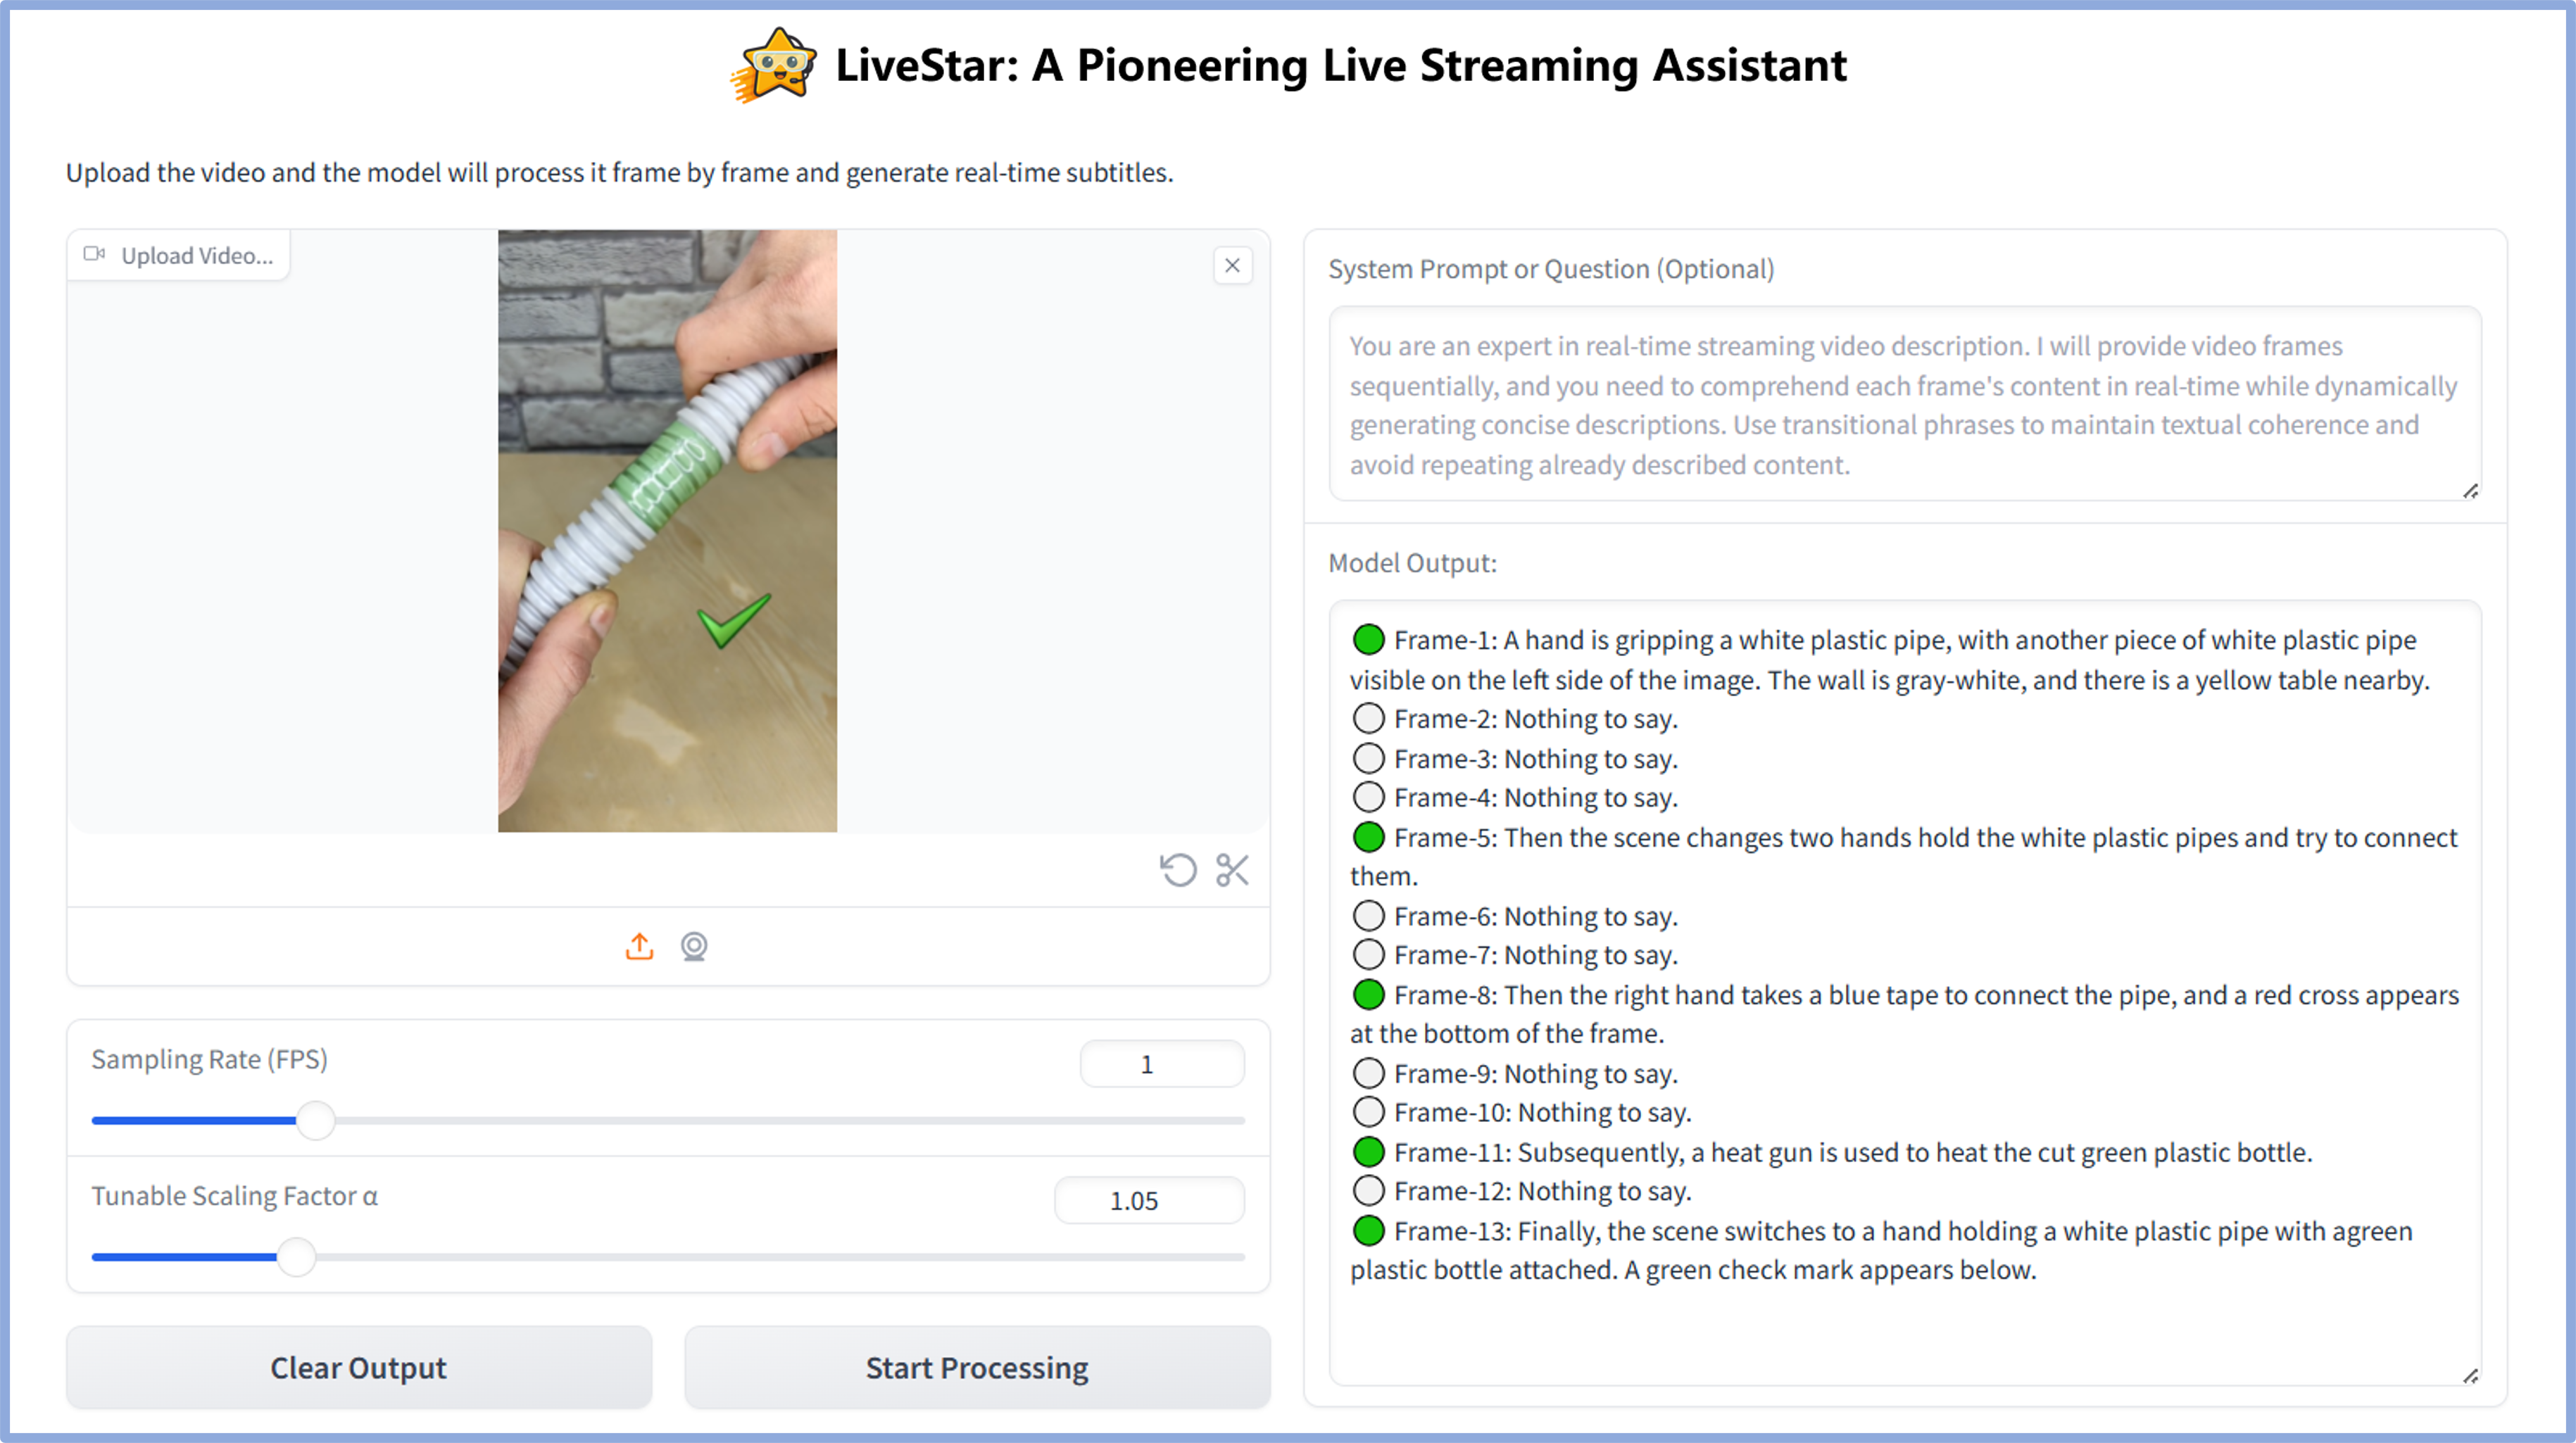 LiveStar: A Pioneering Live Streaming Assistant
Upload the video and the model will process it frame by frame and generate real-time subtitles.
Upload Video...
System Prompt or Question (Optional)
You are an expert in real-time streaming video description. I will provide video frames
sequentially, and you need to comprehend each frame's content in real-time while dynamically
generating concise descriptions. Use transitional phrases to maintain textual coherence and
avoid repeating already described content.
Model Output:
Frame-1: A hand is gripping a white plastic pipe, with another piece of white plastic pipe
visible on the left side of the image. The wall is gray-white, and there is a yellow table nearby.
Frame-2: Nothing to say.
Frame-3: Nothing to say.
Frame-4: Nothing to say.
Frame-5: Then the scene changes two hands hold the white plastic pipes and try to connect
them.
Frame-6: Nothing to say.
Frame-7: Nothing to say.
Frame-8: Then the right hand takes a blue tape to connect the pipe, and a red cross appears
at the bottom of the frame.
Frame-9: Nothing to say.
Frame-10: Nothing to say.
Frame-11: Subsequently, a heat gun is used to heat the cut green plastic bottle.
Frame-12: Nothing to say.
Frame-13: Finally, the scene switches to a hand holding a white plastic pipe with agreen
plastic bottle attached. A green check mark appears below.
Sampling Rate (FPS)
1
Tunable Scaling Factor α
1.05
Clear Output
Start Processing